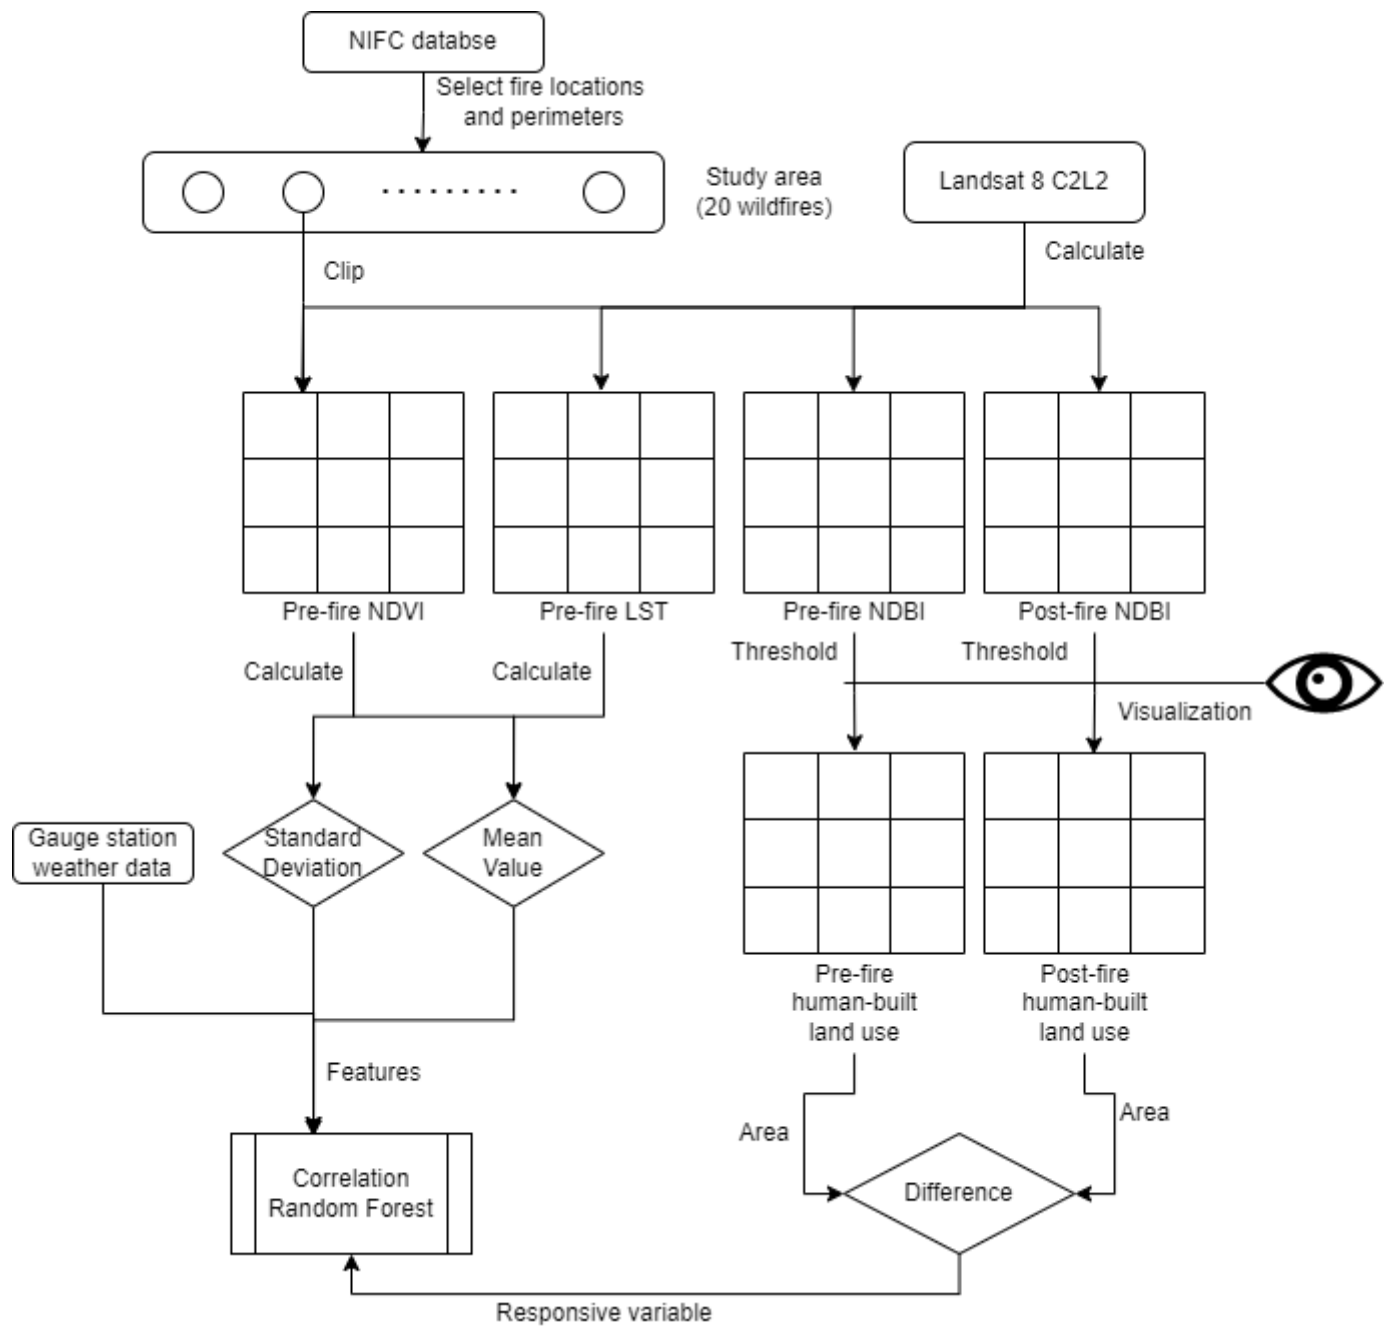 NIFC databse
Select fire locations
and perimeters
Study area
(20 wildfires)
Landsat 8 C2L2
Calculate
Clip
Pre-fire NDVI
Pre-fire LST
Pre-fire NDBI
Post-fire NDBI
Calculate
Calculate
Threshold
Threshold
Visualization
Gauge station
weather data
Standard
Deviation
Mean
Value
Pre-fire
human-built
land use
Post-fire
human-built
land use
Features
Area
Area
Correlation
Random Forest
Difference
Responsive variable